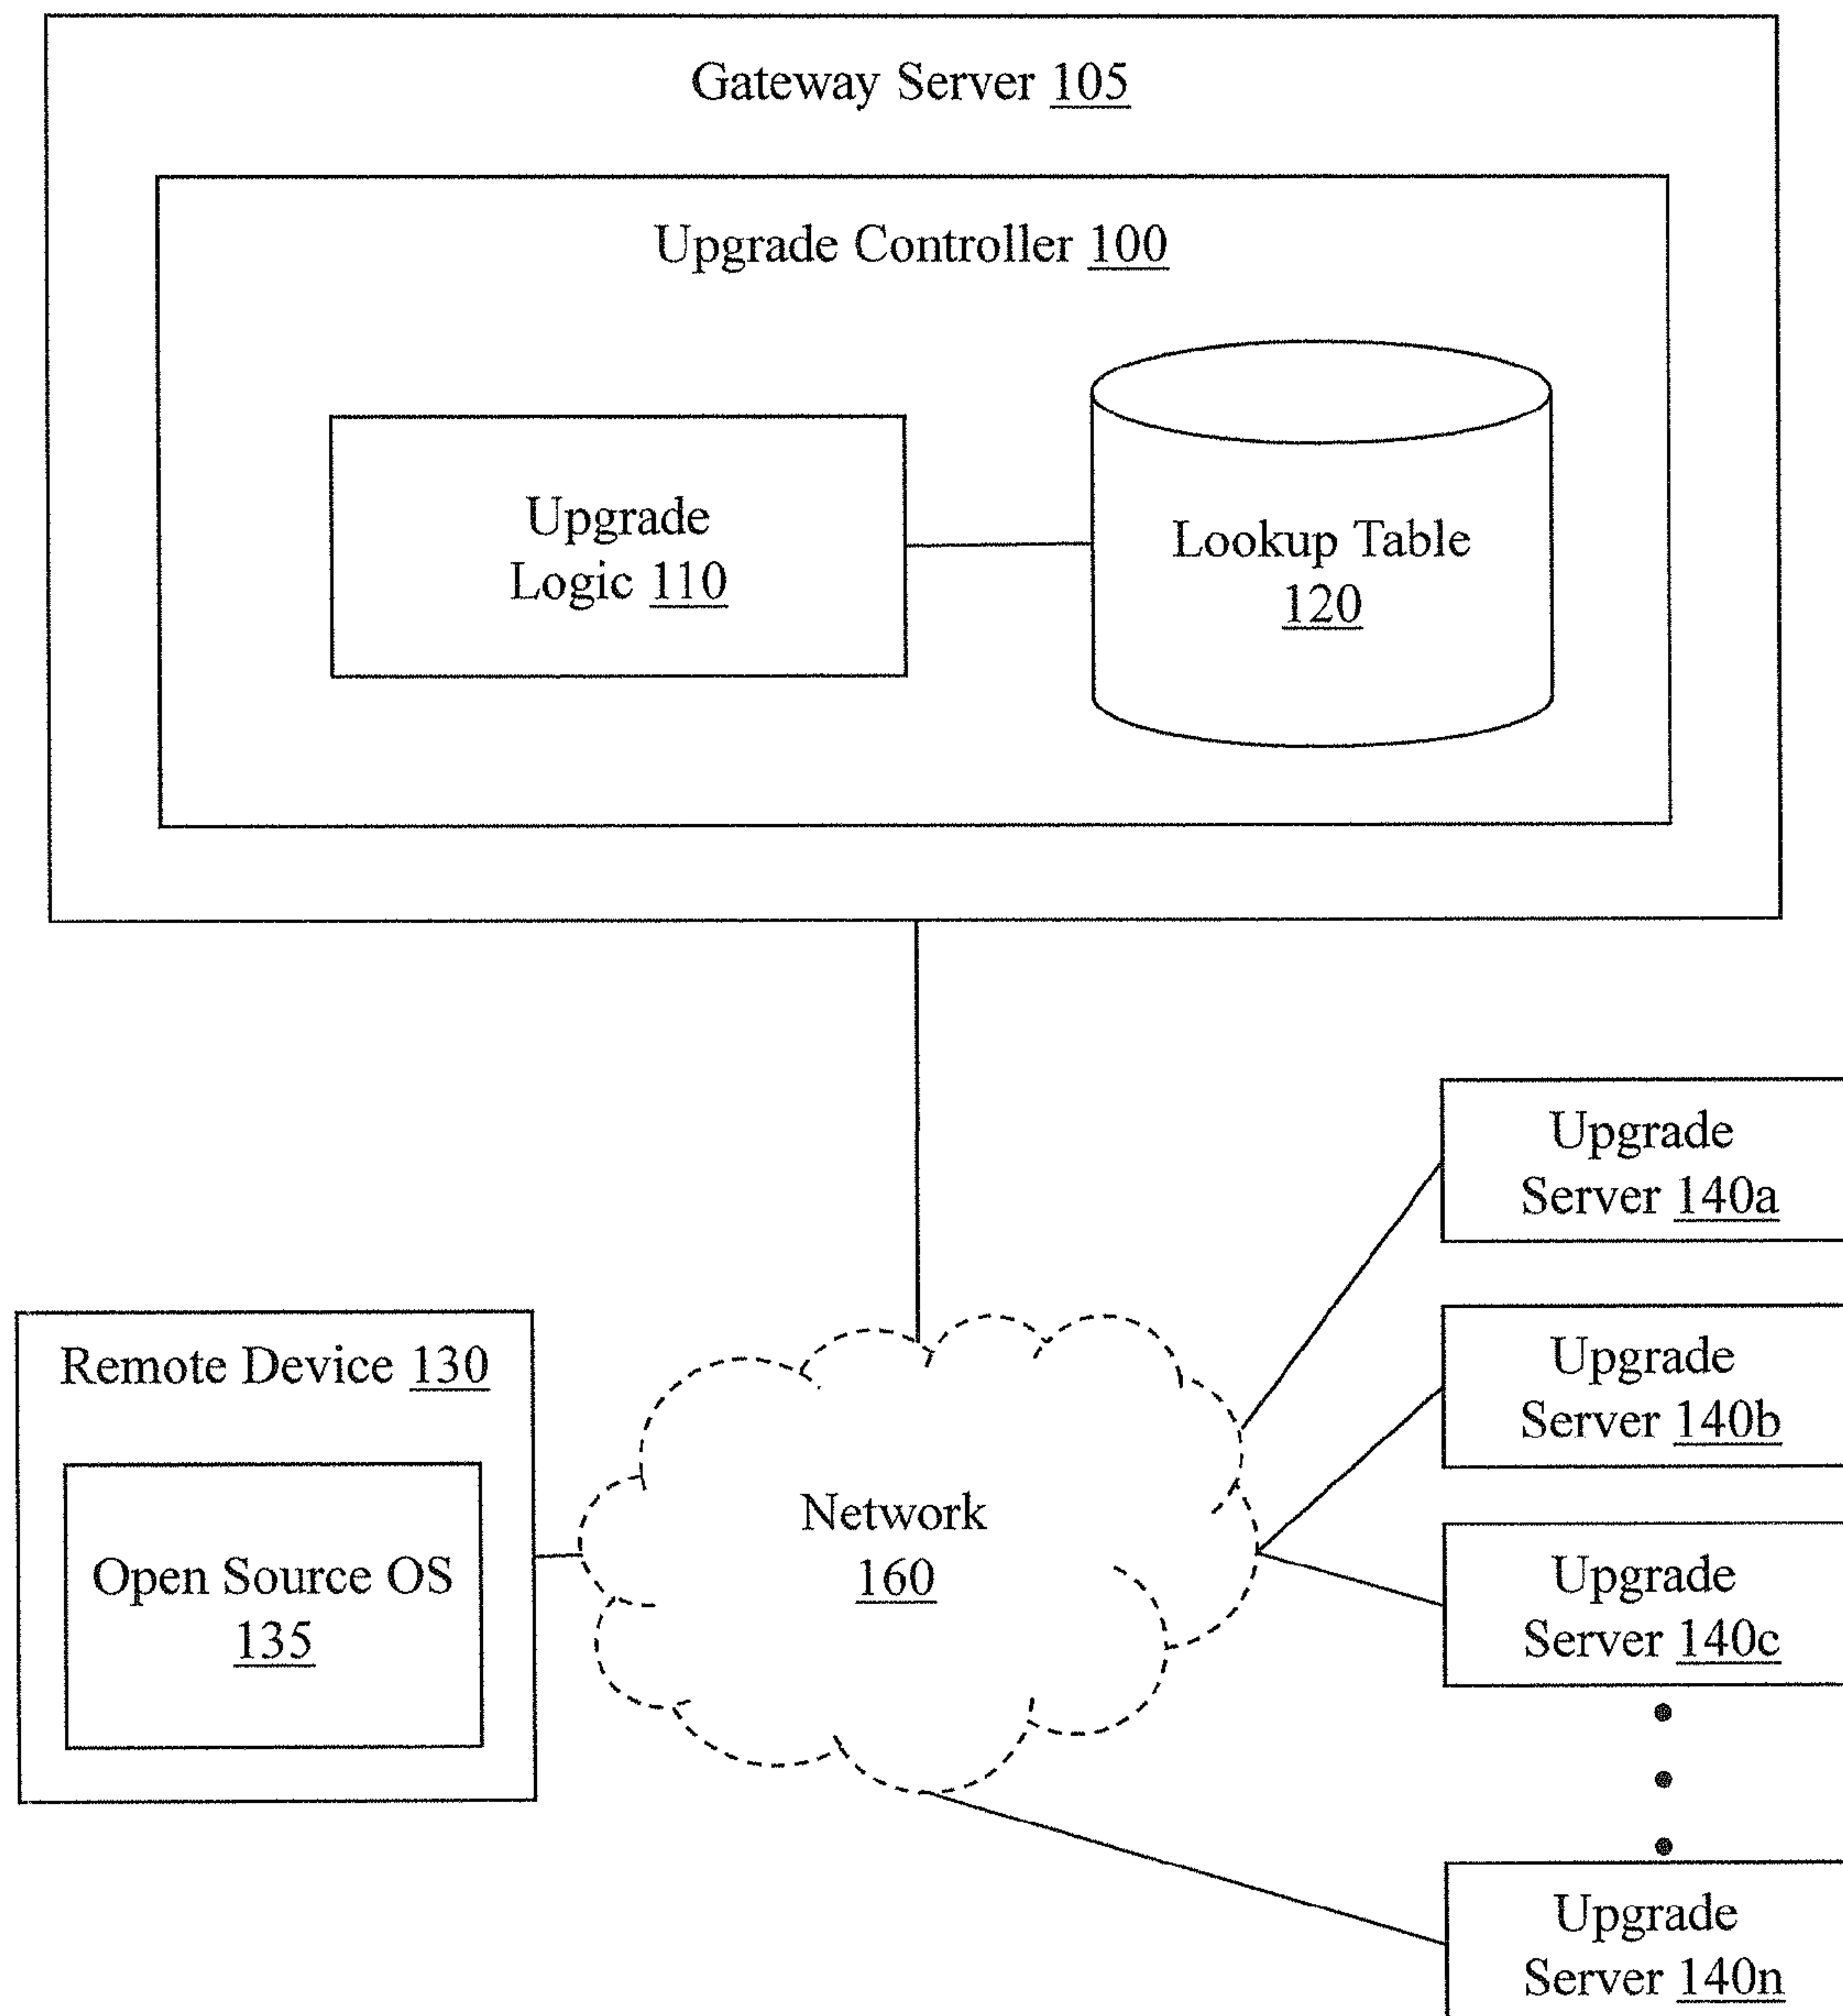 Gateway Server 105
Upgrade Controller 100
Upgrade
Logic 110
Lookup Table
120
Upgrade
Server 140a
Remote Device 130
Upgrade
Server 140b
Open Source OS
135
Network
160
Upgrade
Server 140c
Upgrade
Server 140n